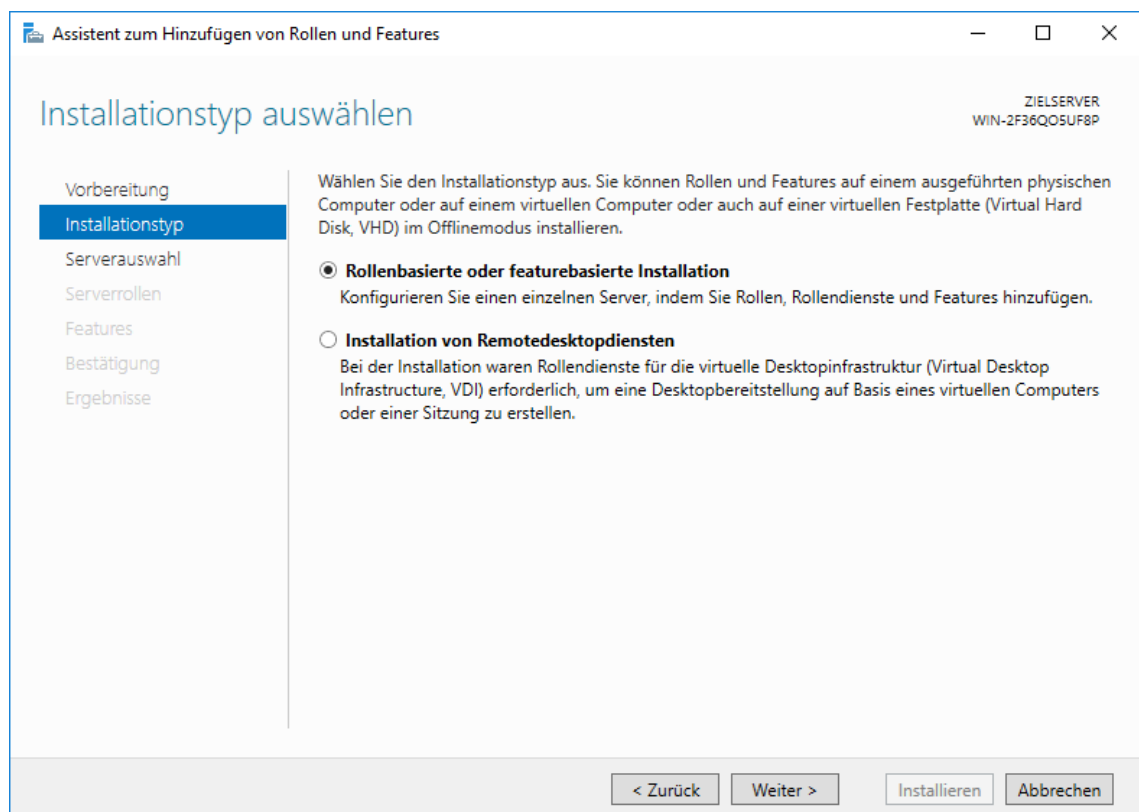 Assistent zum Hinzufügen von Rollen und Features
Installationstyp auswählen
ZIELSERVER
WIN-2F36QO5UF8P
Vorbereitung
Installationstyp
Serverauswahl
Serverrollen
Features
Bestätigung
Ergebnisse
Wählen Sie den Installationstyp aus. Sie können Rollen und Features auf einem ausgeführten physischen
Computer oder auf einem virtuellen Computer oder auch auf einer virtuellen Festplatte (Virtual Hard
Disk, VHD) im Offlinemodus installieren.
Rollenbasierte oder featurebasierte Installation
Konfigurieren Sie einen einzelnen Server, indem Sie Rollen, Rollendienste und Features hinzufügen.
Installation von Remotedesktopdiensten
Bei der Installation waren Rollendienste für die virtuelle Desktopinfrastruktur (Virtual Desktop
Infrastructure, VDI) erforderlich, um eine Desktopbereitstellung auf Basis eines virtuellen Computers
oder einer Sitzung zu erstellen.
< Zurück
Weiter >
Installieren
Abbrechen